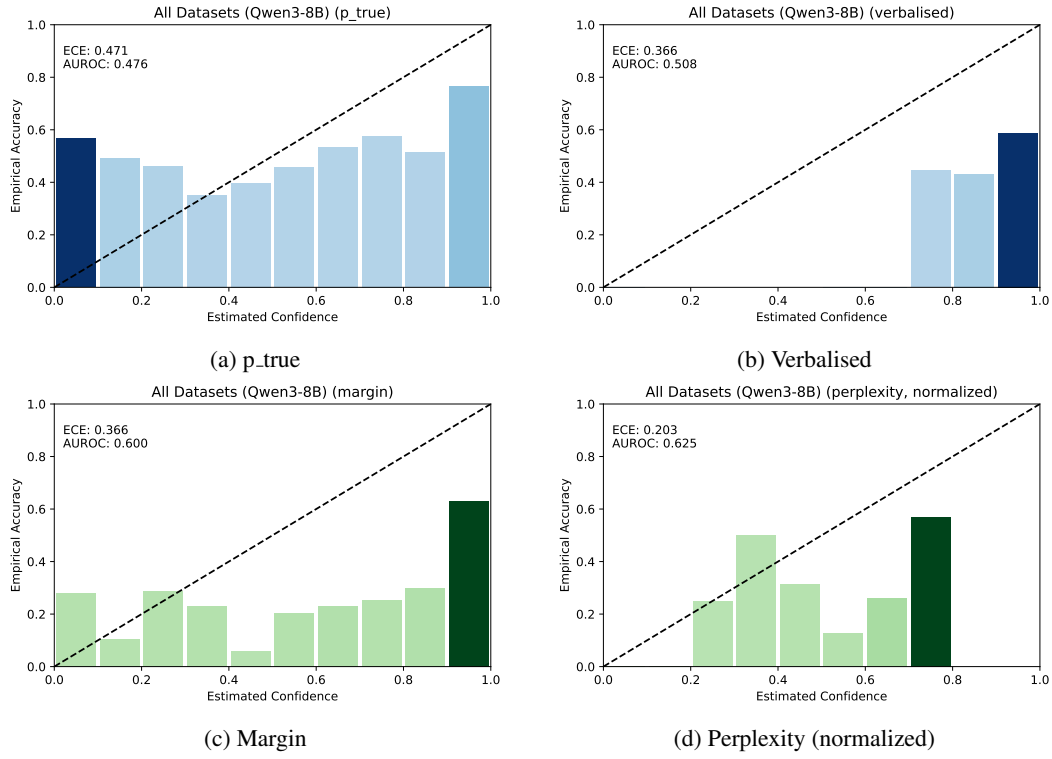 All Datasets (Qwen3-8B) (p_true)
ECE: 0.471
AUROC: 0.476
Empirical Accuracy
1.0
0.8
0.6
0.4
0.2
0.0
0.0 0.2 0.4 0.6 0.8 1.0
Estimated Confidence
(a) p_true
All Datasets (Qwen3-8B) (verbalised)
ECE: 0.366
AUROC: 0.508
Empirical Accuracy
1.0
0.8
0.6
0.4
0.2
0.0
0.0 0.2 0.4 0.6 0.8 1.0
Estimated Confidence
(b) Verbalised
All Datasets (Qwen3-8B) (margin)
ECE: 0.366
AUROC: 0.600
Empirical Accuracy
1.0
0.8
0.6
0.4
0.2
0.0
0.0 0.2 0.4 0.6 0.8 1.0
Estimated Confidence
(c) Margin
All Datasets (Qwen3-8B) (perplexity, normalized)
ECE: 0.203
AUROC: 0.625
Empirical Accuracy
1.0
0.8
0.6
0.4
0.2
0.0
0.0 0.2 0.4 0.6 0.8 1.0
Estimated Confidence
(d) Perplexity (normalized)